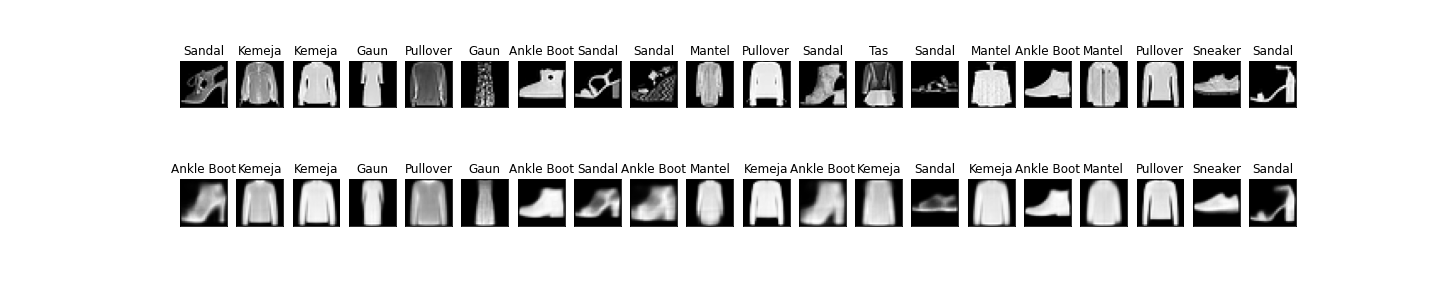 Sandal Kemeja Kemeja Gaun Pullover Gaun Ankle Boot Sandal Sandal Mantel Pullover Sandal Tas Sandal Mantel Ankle Boot Mantel Pullover Sneaker Sandal
Ankle Boot Kemeja Kemeja Gaun Pullover Gaun Ankle Boot Sandal Ankle Boot Mantel Kemeja Ankle Boot Kemeja Sandal Kemeja Ankle Boot Mantel Pullover Sneaker Sandal